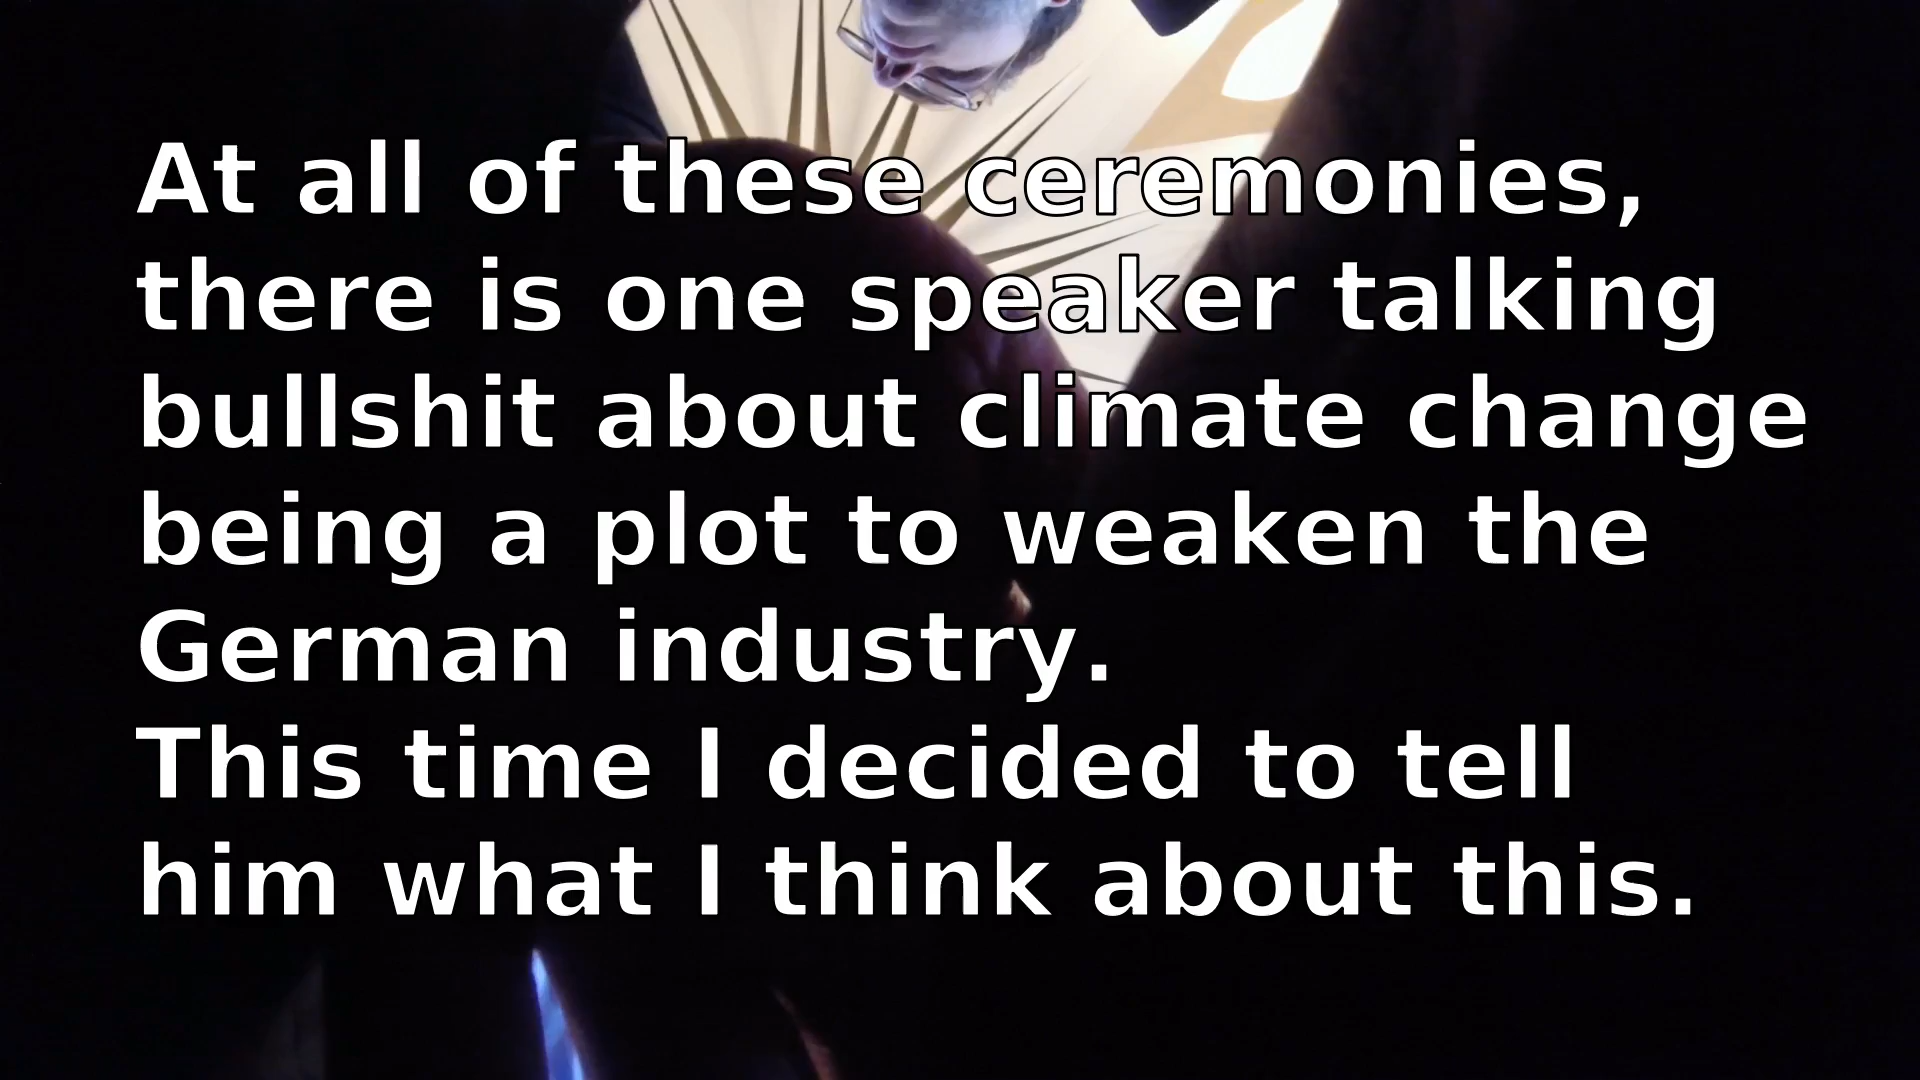 At all of these ceremonies,
there is one speaker talking
bullshit about climate change
being a plot to weaken the
German industry.
This time I decided to tell
him what I think about this.